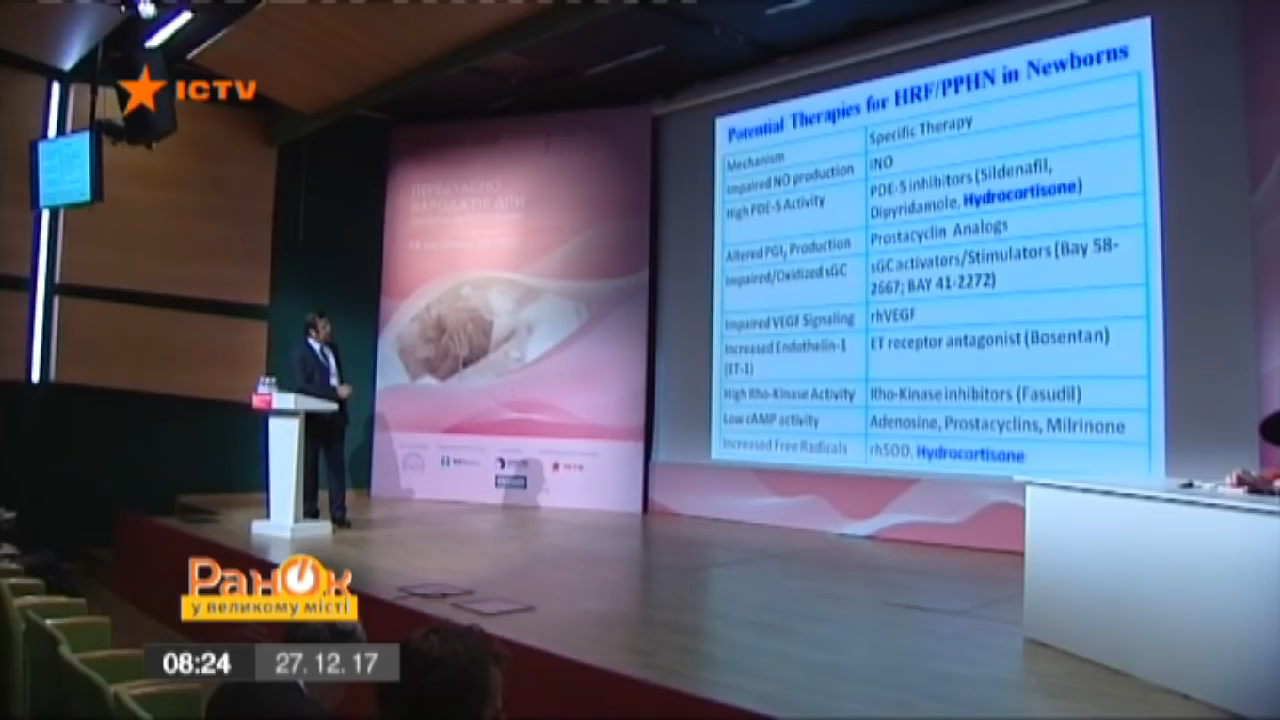 ICTV
Potential Therapies for HRF/PPHN in Newborns
Mechanism
Specific Therapy
Impaired NO production
iNO
High PDE-5 Activity
PDE-5 inhibitors (Sildenafil,
Dipyridamole, Hydrocortisone)
Altered PGI₂ Production
Prostacyclin Analogs
Impaired/Oxidized sGC
sGC activators/Stimulators (Bay 58-
2667; BAY 41-2272)
Impaired VEGF Signaling
rhVEGF
Increased Endothelin-1
(ET-1)
ET receptor antagonist (Bosentan)
High Rho-Kinase Activity
Rho-Kinase inhibitors (Fasudil)
Low cAMP activity
Adenosine, Prostacyclins, Milrinone
Increased Free Radicals
rhSOD, Hydrocortisone
ICTV
Ранок
у великому місті
08:24
27. 12. 17